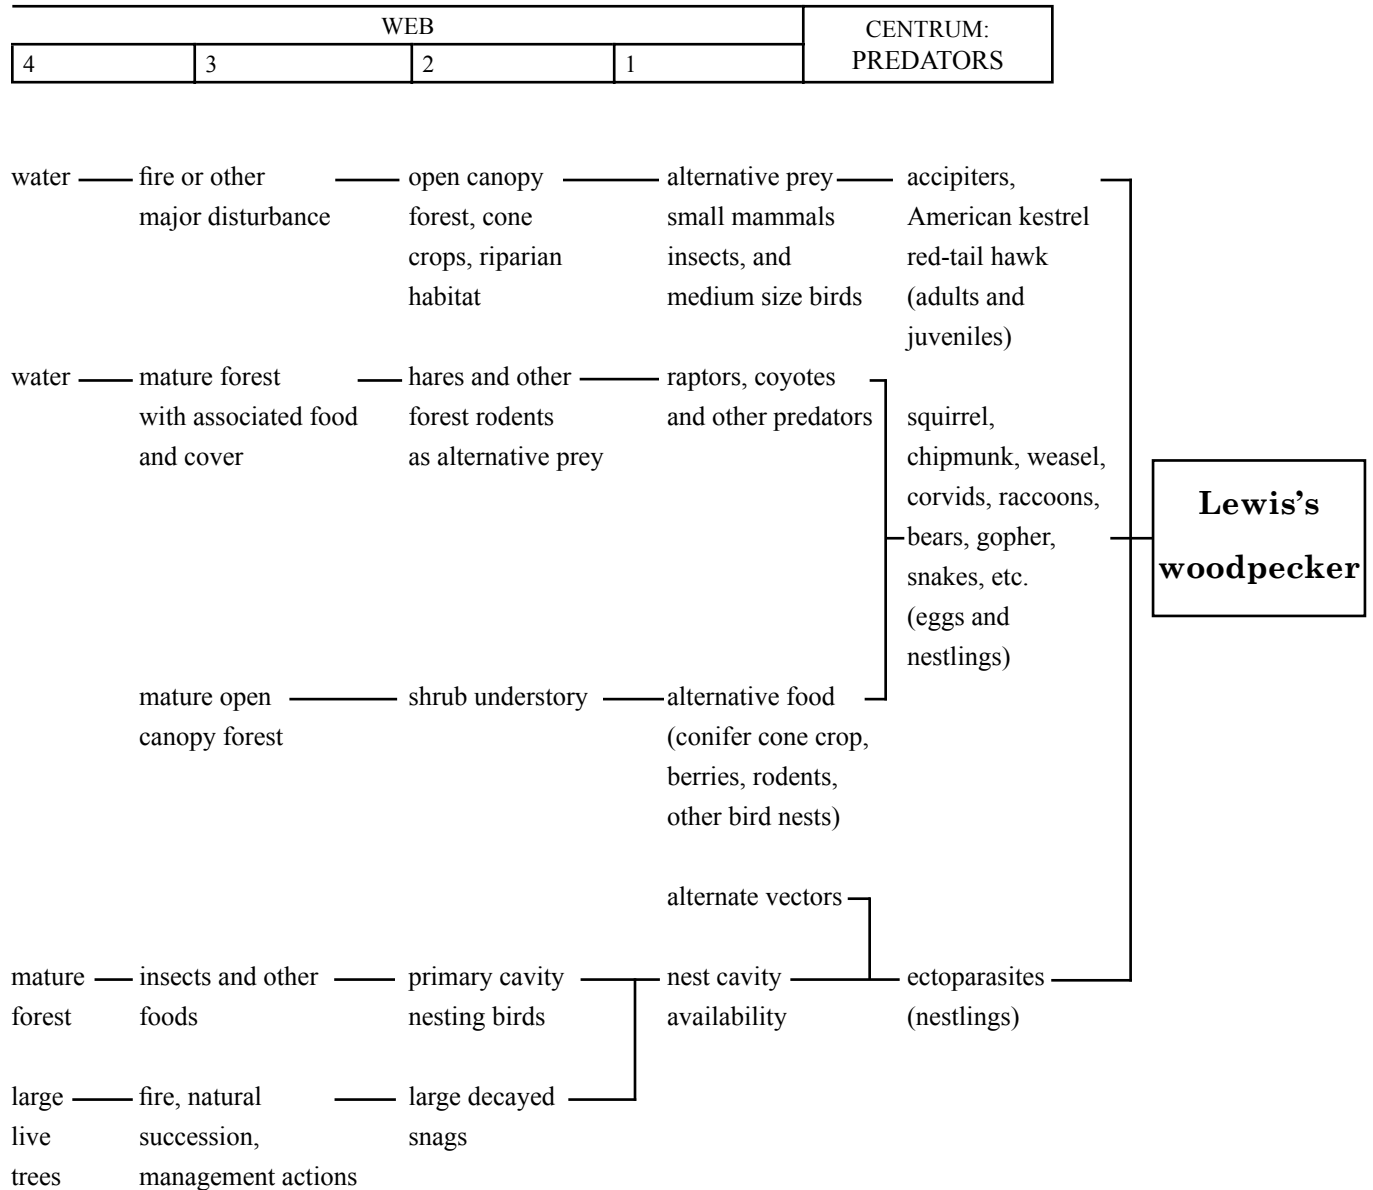 WEB
CENTRUM:
PREDATORS
4
3
2
1
water
fire or other
major disturbance
open canopy
forest, cone
crops, riparian
habitat
alternative prey
small mammals
insects, and
medium size birds
accipiters,
American kestrel
red-tail hawk
(adults and
juveniles)
water
mature forest
with associated food
and cover
hares and other
forest rodents
as alternative prey
raptors, coyotes
and other predators
squirrel,
chipmunk, weasel,
corvids, raccoons,
bears, gopher,
snakes, etc.
(eggs and
nestlings)
Lewis's
woodpecker
mature open
canopy forest
shrub understory
alternative food
(conifer cone crop,
berries, rodents,
other bird nests)
alternate vectors
mature
forest
insects and other
foods
primary cavity
nesting birds
nest cavity
availability
ectoparasites
(nestlings)
large
live
trees
fire, natural
succession,
management actions
large decayed
snags